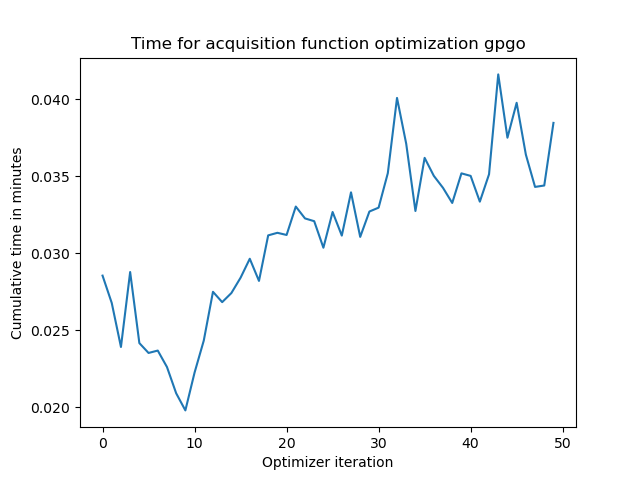 Time for acquisition function optimization gpgo
0.040
0.035
0.030
0.025
0.020
Cumulative time in minutes
0 10 20 30 40 50
Optimizer iteration